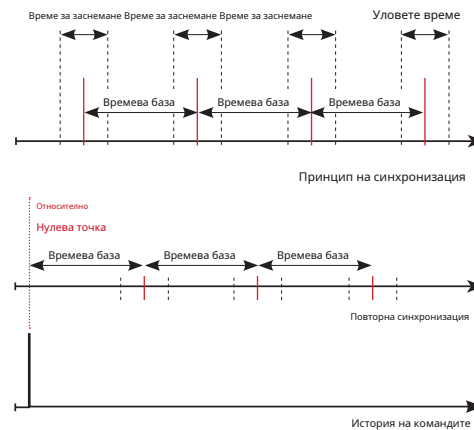 Време за заснемане Време за заснемане Време за заснемане Уловете време
Времева база Времева база Времева база
Принцип на синхронизация
Относително
Нулева точка
Времева база Времева база Времева база
Повторна синхронизация
История на командите